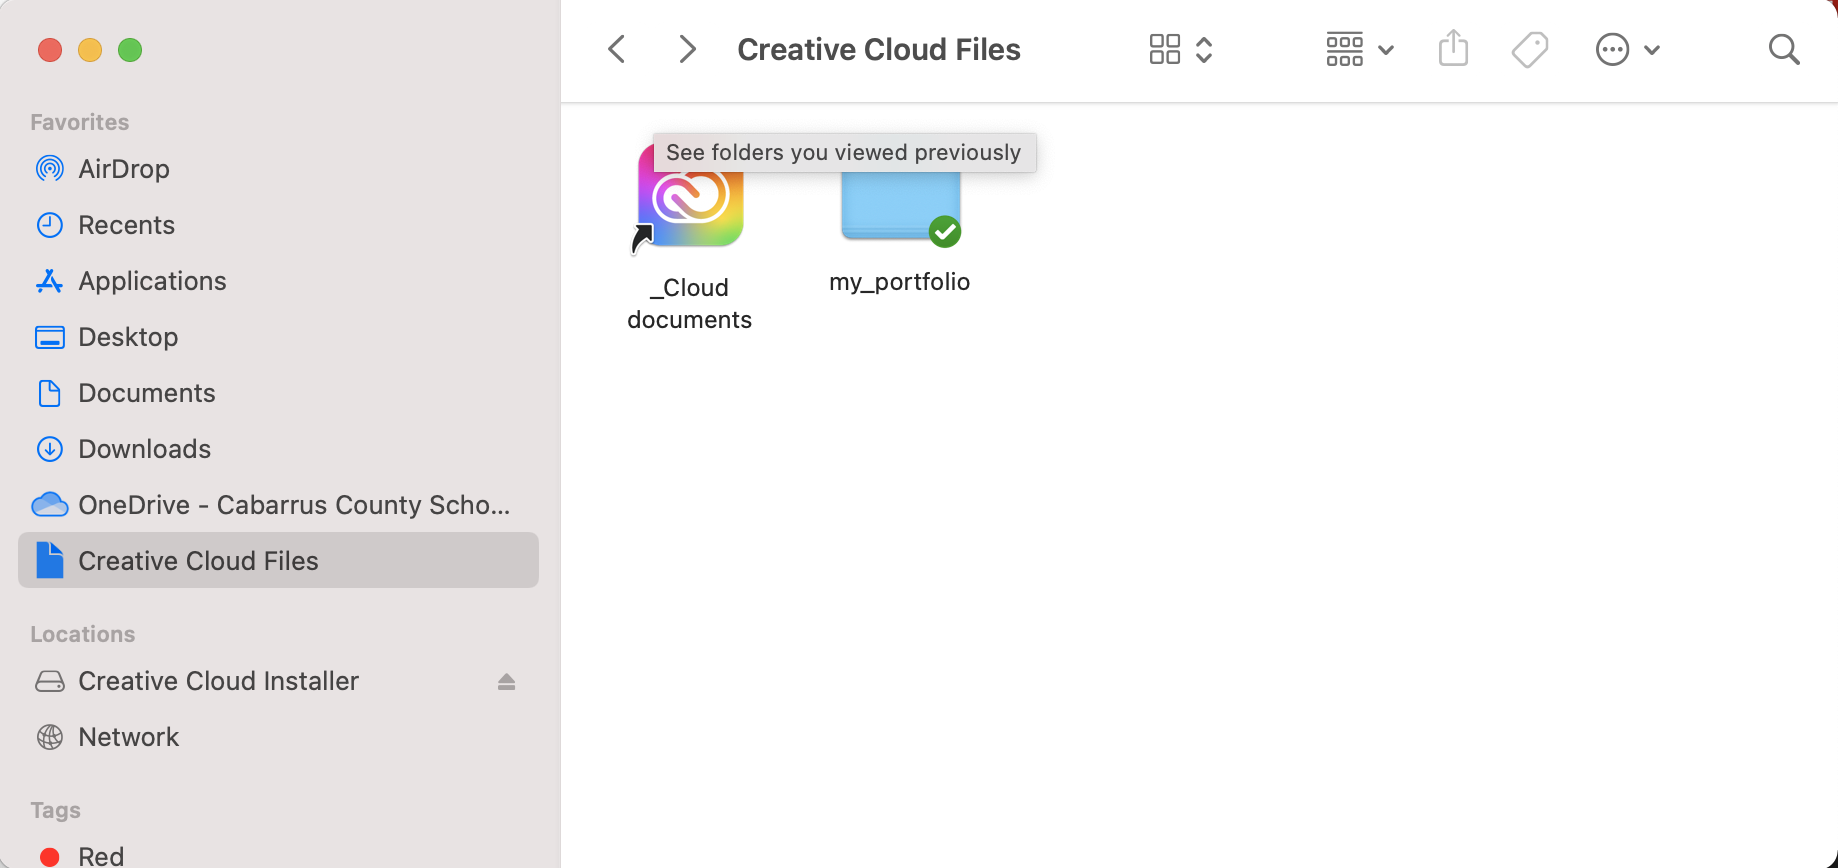 Favorites
AirDrop
Recents
Applications
Desktop
Documents
Downloads
OneDrive - Cabarrus County Scho...
Creative Cloud Files
Locations
Creative Cloud Installer
Network
Tags
Red
Creative Cloud Files
See folders you viewed previously
_Cloud
documents
my_portfolio